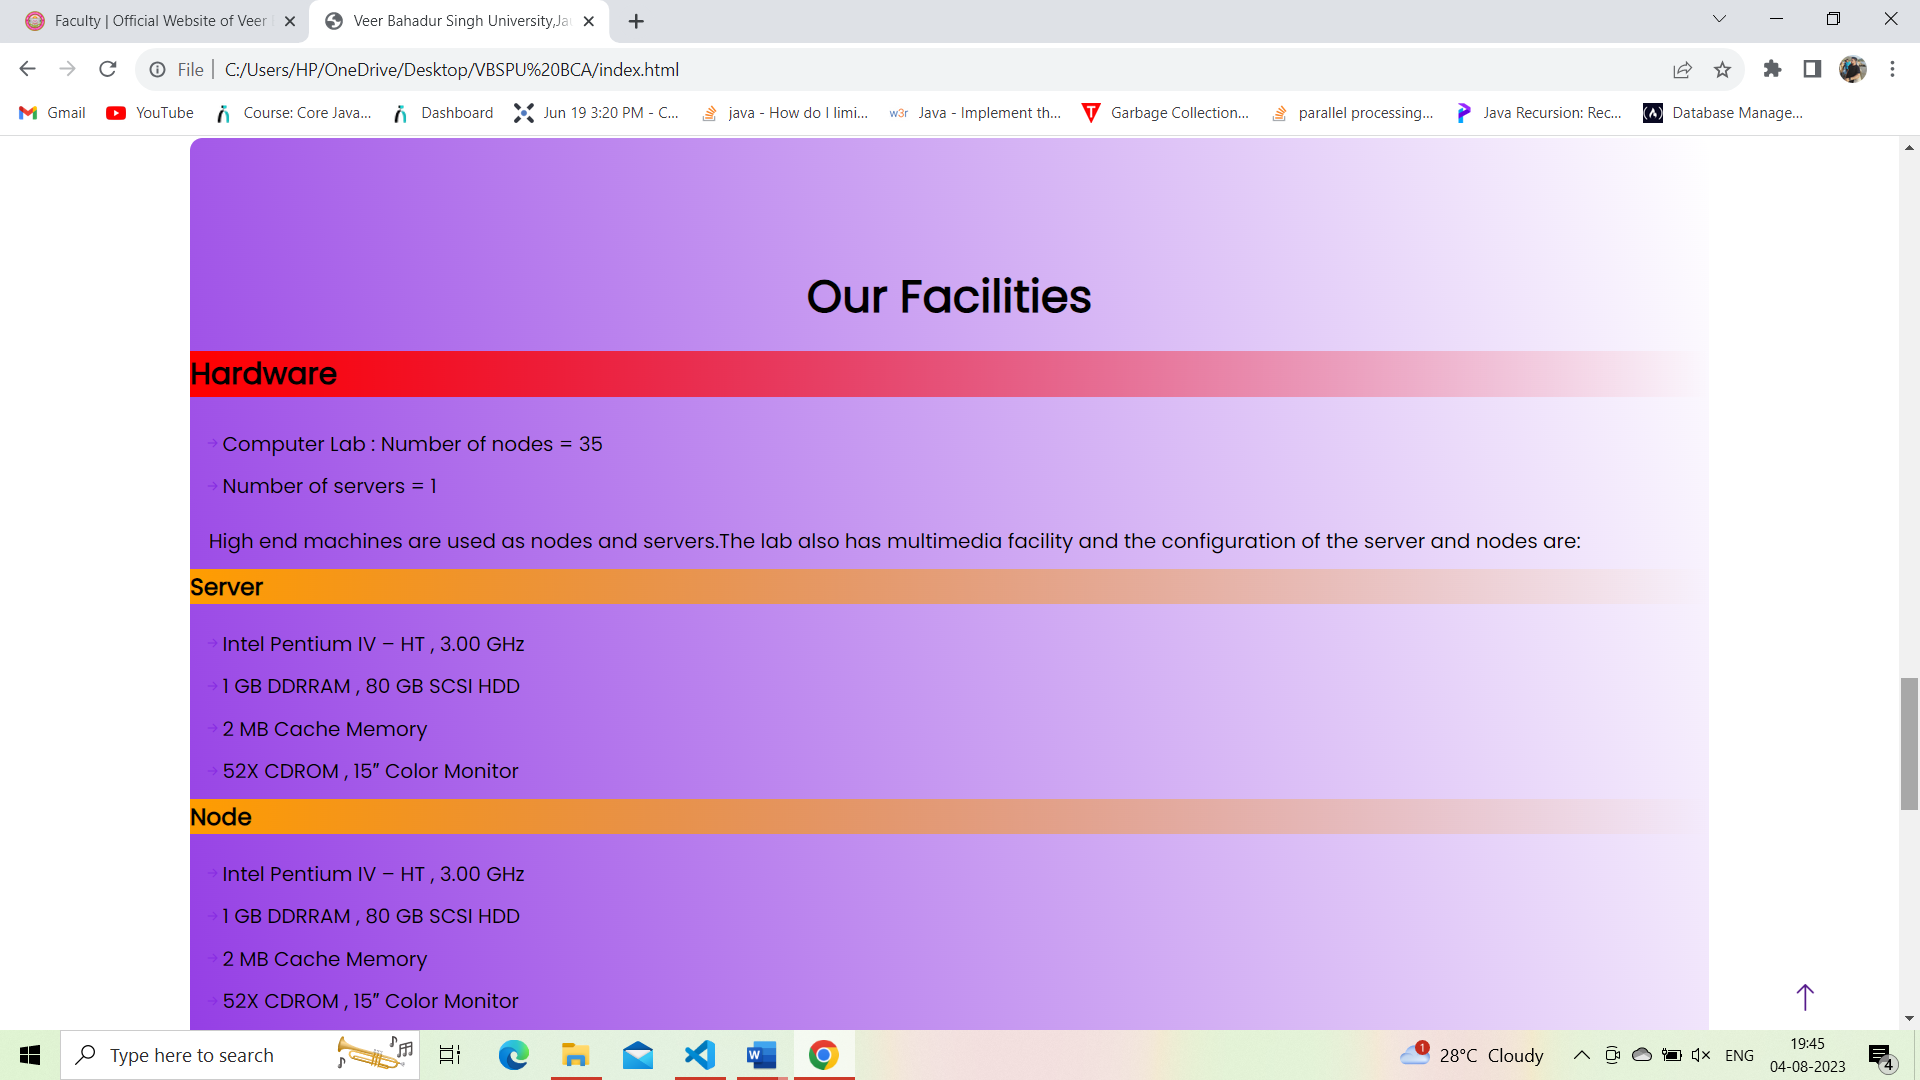 Faculty | Official Website of Veer
Veer Bahadur Singh University,Ja
File
C:/Users/HP/OneDrive/Desktop/VBSPU%20BCA/index.html
Gmail
YouTube
Course: Core Java...
Dashboard
Jun 19 3:20 PM - C...
java - How do I limi...
w3r
Java - Implement th...
Garbage Collection...
parallel processing...
Java Recursion: Rec...
Database Manage...
Our Facilities
Hardware
Computer Lab : Number of nodes = 35
Number of servers = 1
High end machines are used as nodes and servers.The lab also has multimedia facility and the configuration of the server and nodes are:
Server
Intel Pentium IV – HT , 3.00 GHz
1 GB DDRRAM , 80 GB SCSI HDD
2 MB Cache Memory
52X CDROM , 15″ Color Monitor
Node
Intel Pentium IV – HT , 3.00 GHz
1 GB DDRRAM , 80 GB SCSI HDD
2 MB Cache Memory
52X CDROM , 15″ Color Monitor
Type here to search
1
28°C Cloudy
ENG
19:45
04-08-2023
4